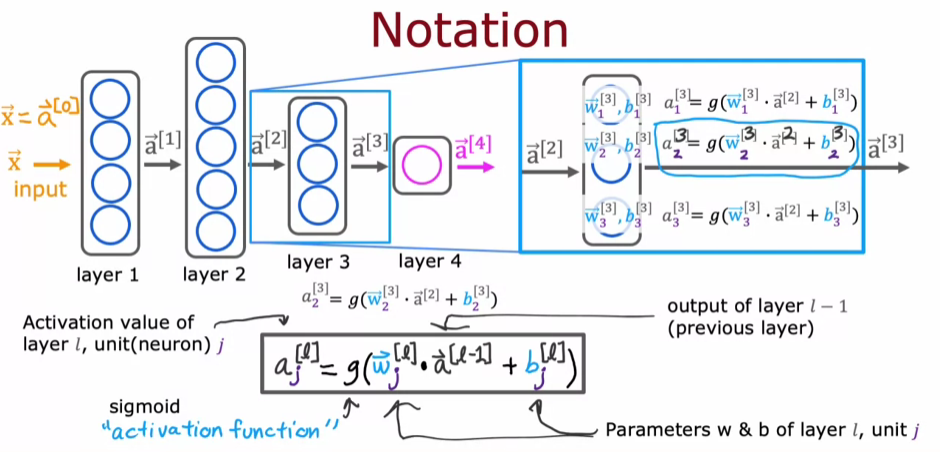 Notation
x⃗ = a⃗^[0]
x⃗
input
a⃗^[1]
a⃗^[2]
a⃗^[3]
a⃗^[4]
layer 1
layer 2
layer 3
layer 4
a⃗^[2]
w⃗₁^[3], b₁^[3] a₁^[3] = g(w⃗₁^[3] · a⃗^[2] + b₁^[3])
w⃗₂^[3], b₂^[3] a₂^[3] = g(w⃗₂^[3] · a⃗^[2] + b₂^[3])
a⃗^[3]
w⃗₃^[3], b₃^[3] a₃^[3] = g(w⃗₃^[3] · a⃗^[2] + b₃^[3])
a₂^[3] = g(w⃗₂^[3] · a⃗^[2] + b₂^[3])
Activation value of
layer l, unit(neuron) j
output of layer l − 1
(previous layer)
a_j^[l] = g(w⃗_j^[l] · a⃗^[l-1] + b_j^[l])
sigmoid
"activation function"
Parameters w & b of layer l, unit j